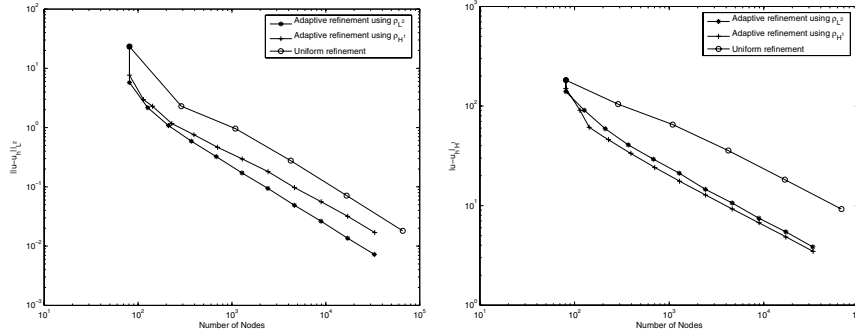 10²
10¹
10⁰
10⁻¹
10⁻²
10⁻³
||u−uₕ||_L²
10¹
10²
10³
10⁴
10⁵
Number of Nodes
Adaptive refinement using ρ_L²
Adaptive refinement using ρ_H¹
Uniform refinement
10³
10²
10¹
10⁰
|u−uₕ|_H¹
10¹
10²
10³
10⁴
Number of Nodes
Adaptive refinement using ρ_L²
Adaptive refinement using ρ_H¹
Uniform refinement